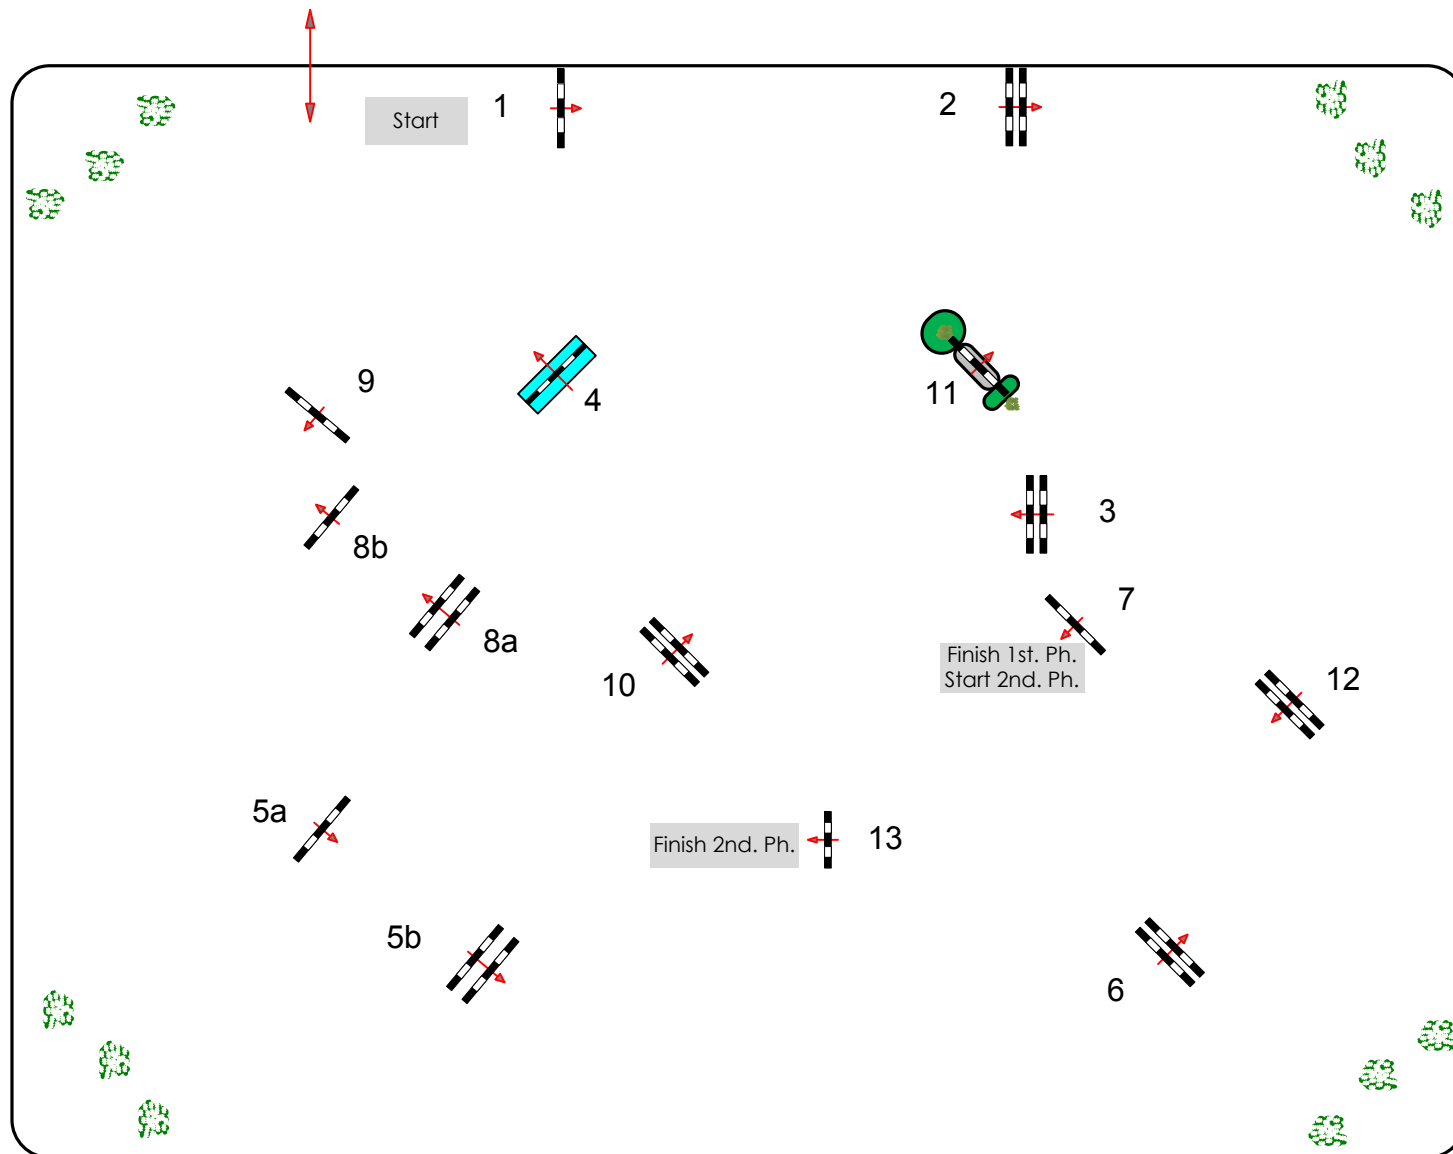 Start
1
2
9
4
11
3
8b
7
8a
Finish 1st. Ph.
Start 2nd. Ph.
10
12
5a
Finish 2nd. Ph.
13
5b
6